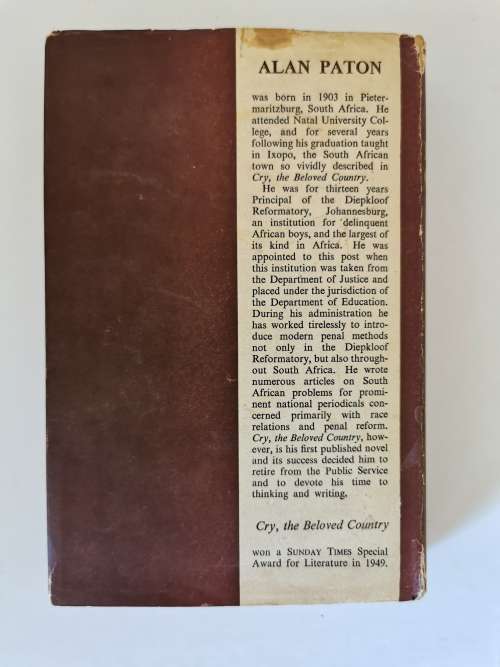 ALAN PATON
was born in 1903 in Pieter-
maritzburg, South Africa. He
attended Natal University Col-
lege, and for several years
following his graduation taught
in Ixopo, the South African
town so vividly described in
Cry, the Beloved Country.
He was for thirteen years
Principal of the Diepkloof
Reformatory, Johannesburg,
an institution for delinquent
African boys, and the largest of
its kind in Africa. He was
appointed to this post when
this institution was taken from
the Department of Justice and
placed under the jurisdiction of
the Department of Education.
During his administration he
has worked tirelessly to intro-
duce modern penal methods
not only in the Diepkloof
Reformatory, but also through-
out South Africa. He wrote
numerous articles on South
African problems for promi-
nent national periodicals con-
cerned primarily with race
relations and penal reform.
Cry, the Beloved Country, how-
ever, is his first published novel
and its success decided him to
retire from the Public Service
and to devote his time to
thinking and writing.
Cry, the Beloved Country
won a SUNDAY TIMES Special
Award for Literature in 1949.